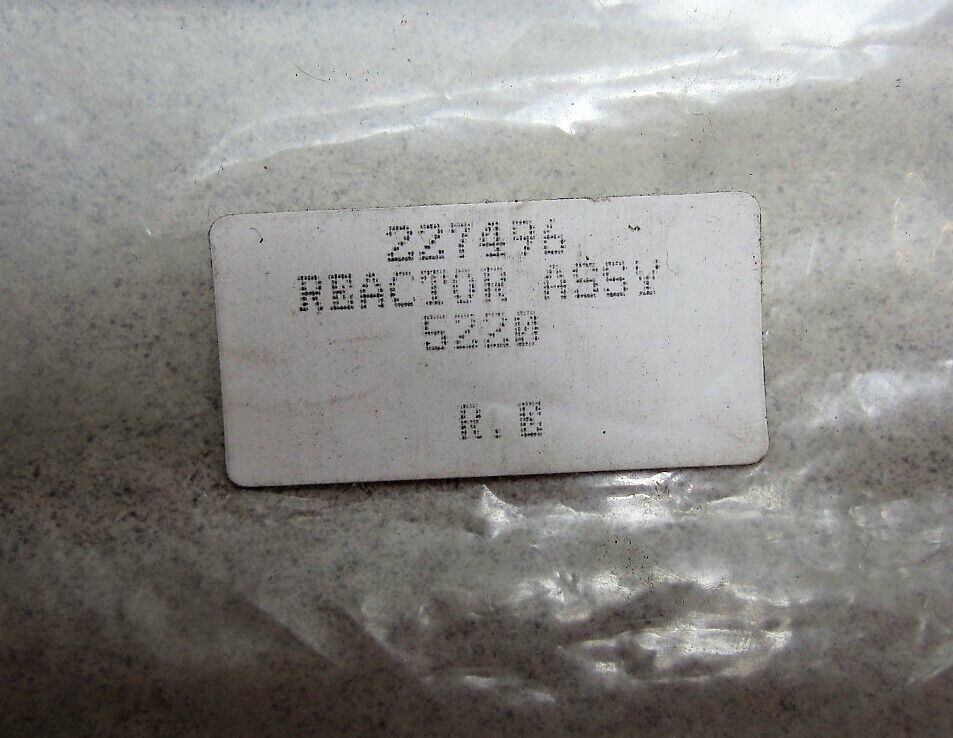 227496
REACTOR ASSY
5220
R.E